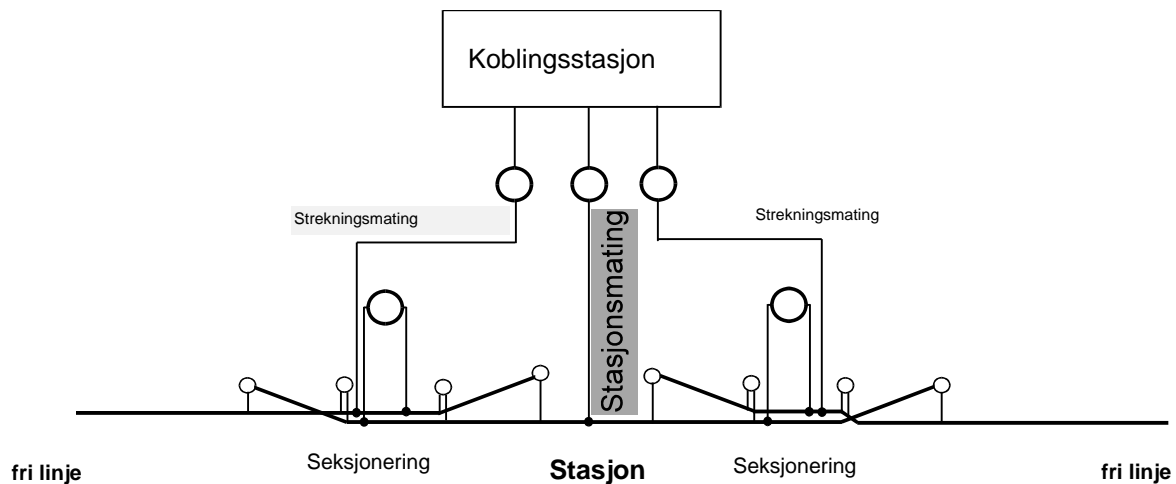 Koblingsstasjon
Strekningsmating
Strekningsmating
Stasjonsmating
Seksjonering
Stasjon
Seksjonering
fri linje
fri linje